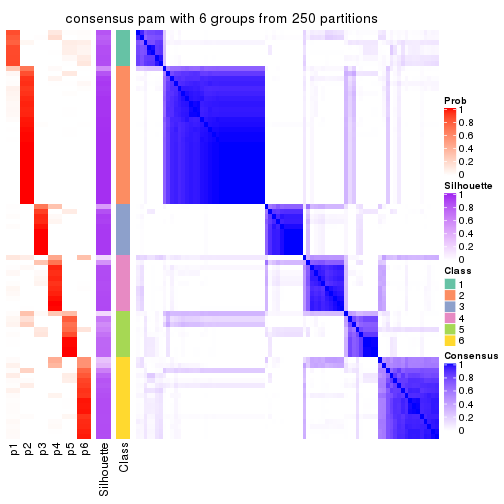 consensus pam with 6 groups from 250 partitions
Prob
1
0.8
0.6
0.4
0.2
0
Silhouette
1
0.8
0.6
0.4
0.2
0
Class
1
2
3
4
5
6
Consensus
1
0.8
0.6
0.4
0.2
0
p1
p2
p3
p4
p5
p6
Silhouette
Class